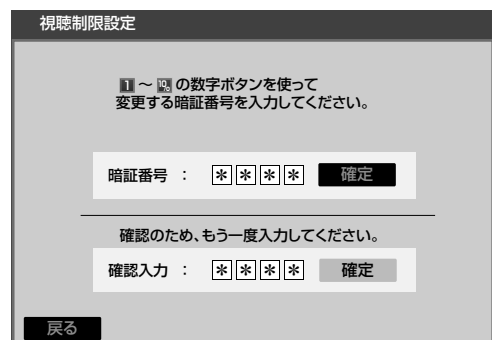 視聴制限設定
1 ～ 10 の数字ボタンを使って
変更する暗証番号を入力してください。
暗証番号 ： ＊＊＊＊ 確定
確認のため、もう一度入力してください。
確認入力 ： ＊＊＊＊ 確定
戻る